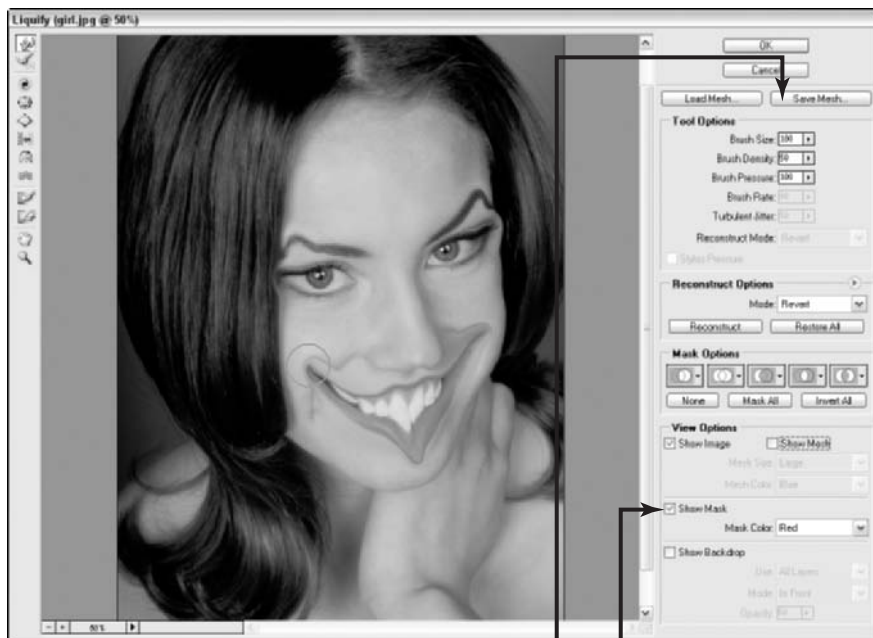 Liquify (girl.jpg @ 50%)
OK
Cancel
Load Mesh... Save Mesh...
Tool Options
Brush Size: 100
Brush Density: 50
Brush Pressure: 100
Brush Rate:
Turbulent Jitter:
Reconstruct Mode: Revert
Stylus Pressure
Reconstruct Options
Mode: Revert
Reconstruct Restore All
Mask Options
None Mask All Invert All
View Options
Show Image Show Mesh
Mesh Size: Large
Mesh Color: Blue
Show Mask
Mask Color: Red
Show Backdrop
Use: All Layers
Mode: In Front
Opacity:
50%